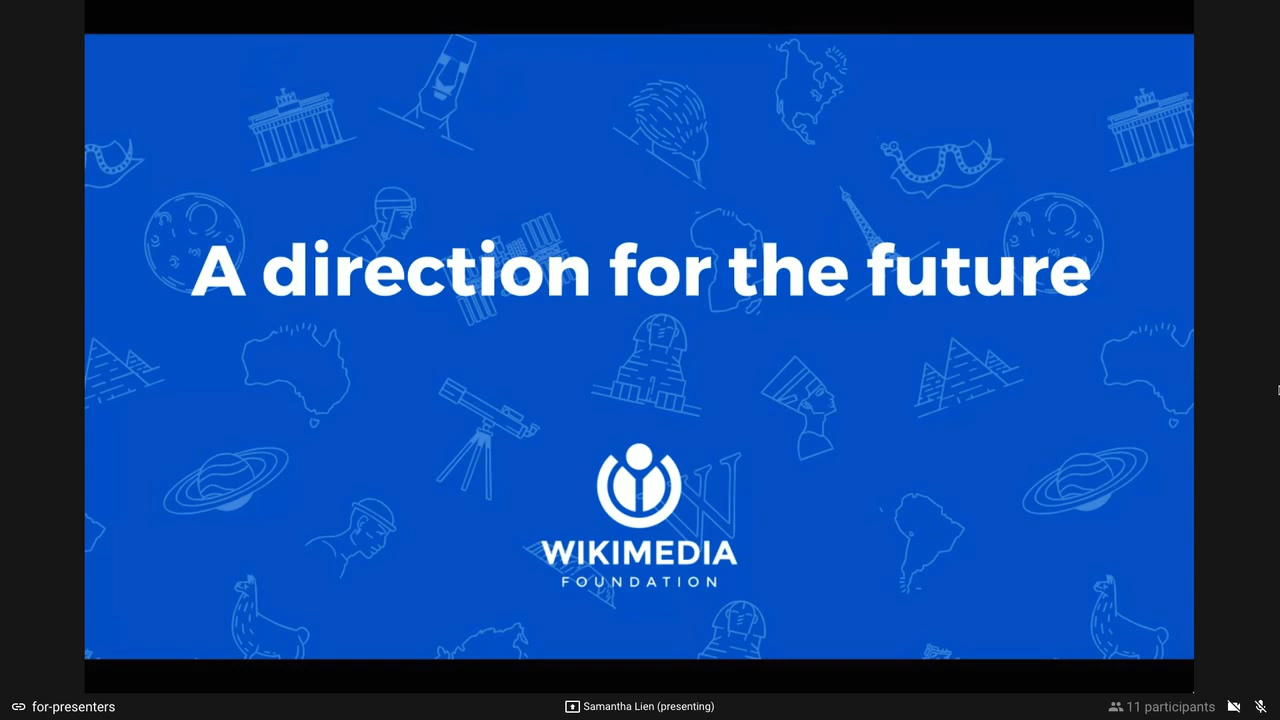 A direction for the future
W
WIKIMEDIA
FOUNDATION
for-presenters
Samantha Lien (presenting)
11 participants